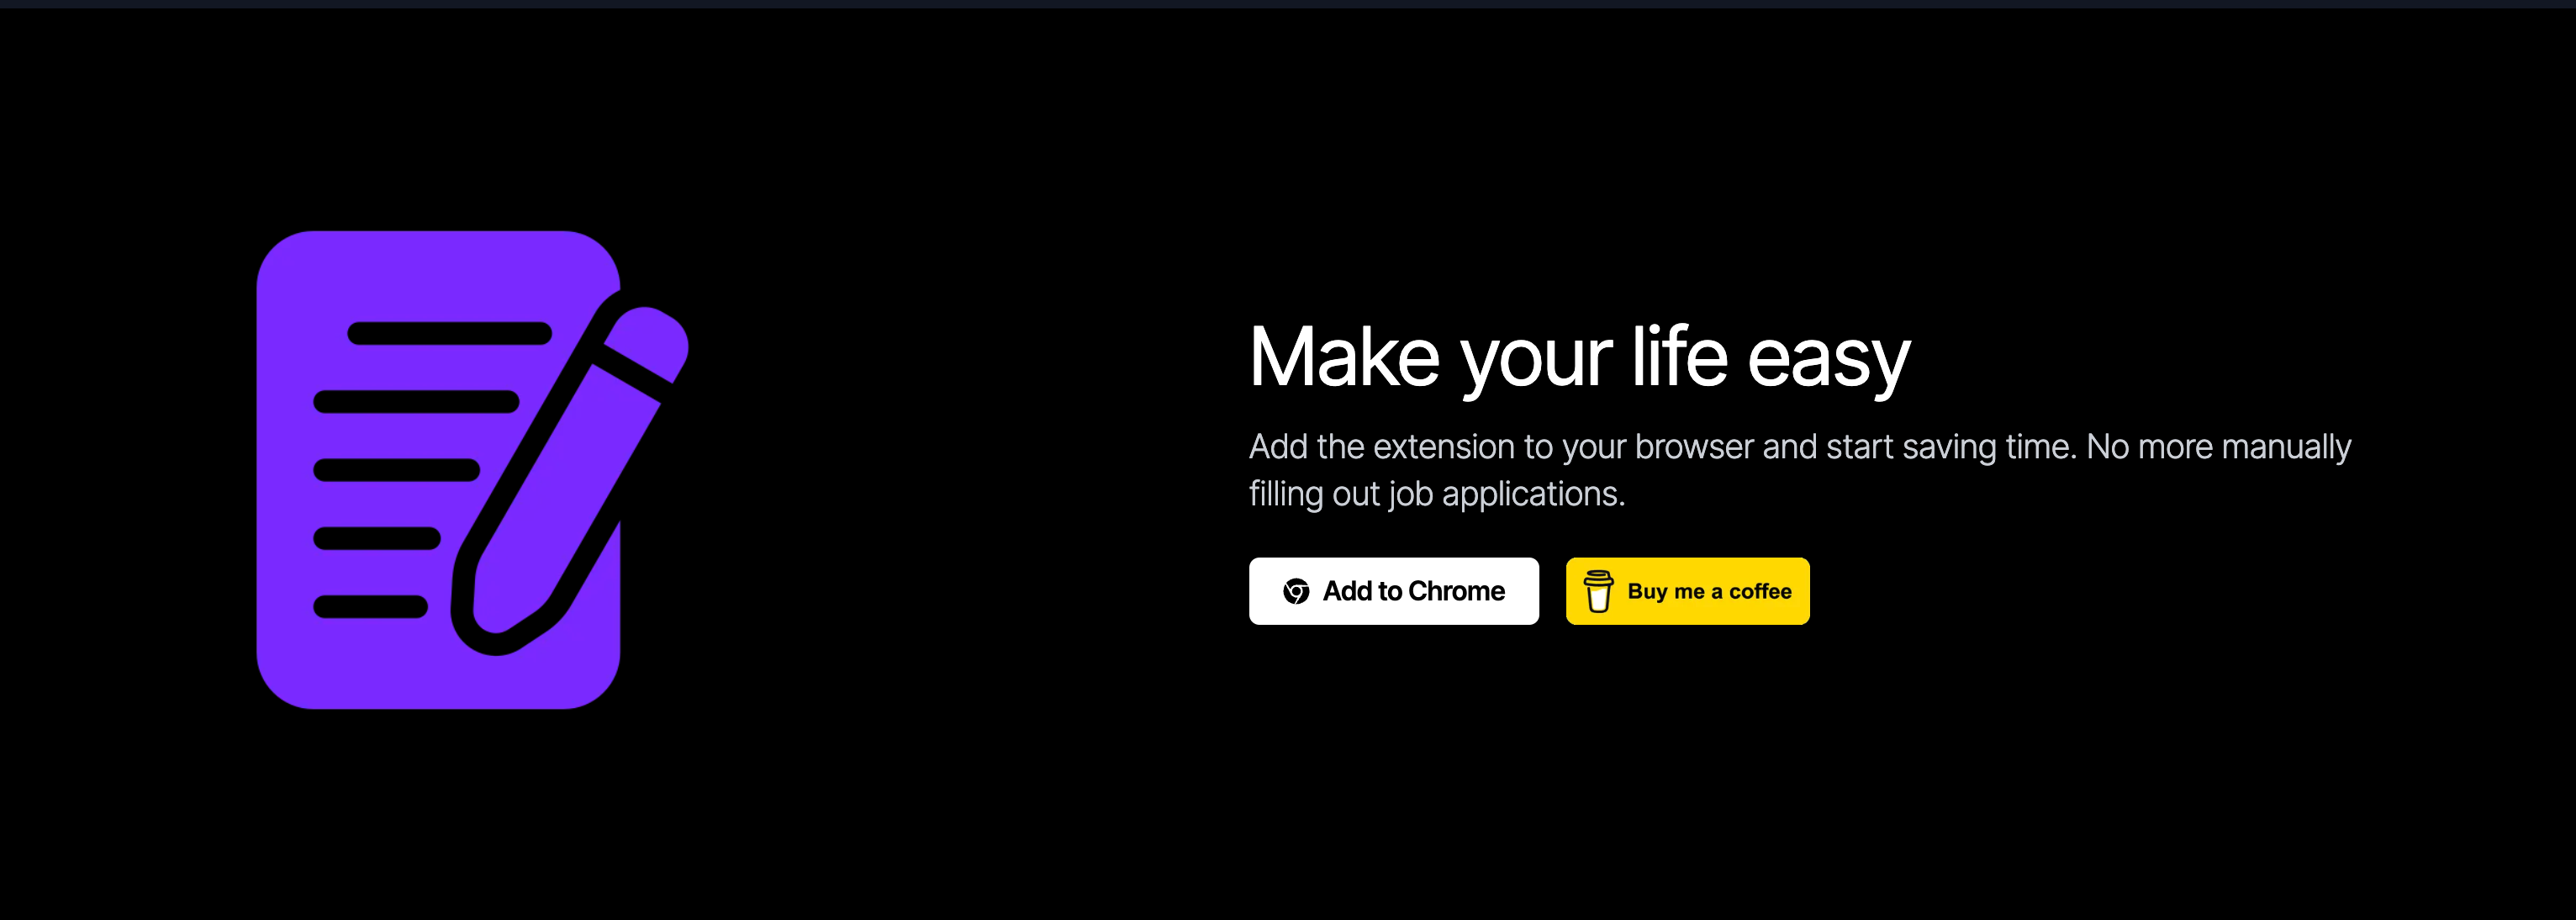 Make your life easy
Add the extension to your browser and start saving time. No more manually
filling out job applications.
Add to Chrome
Buy me a coffee